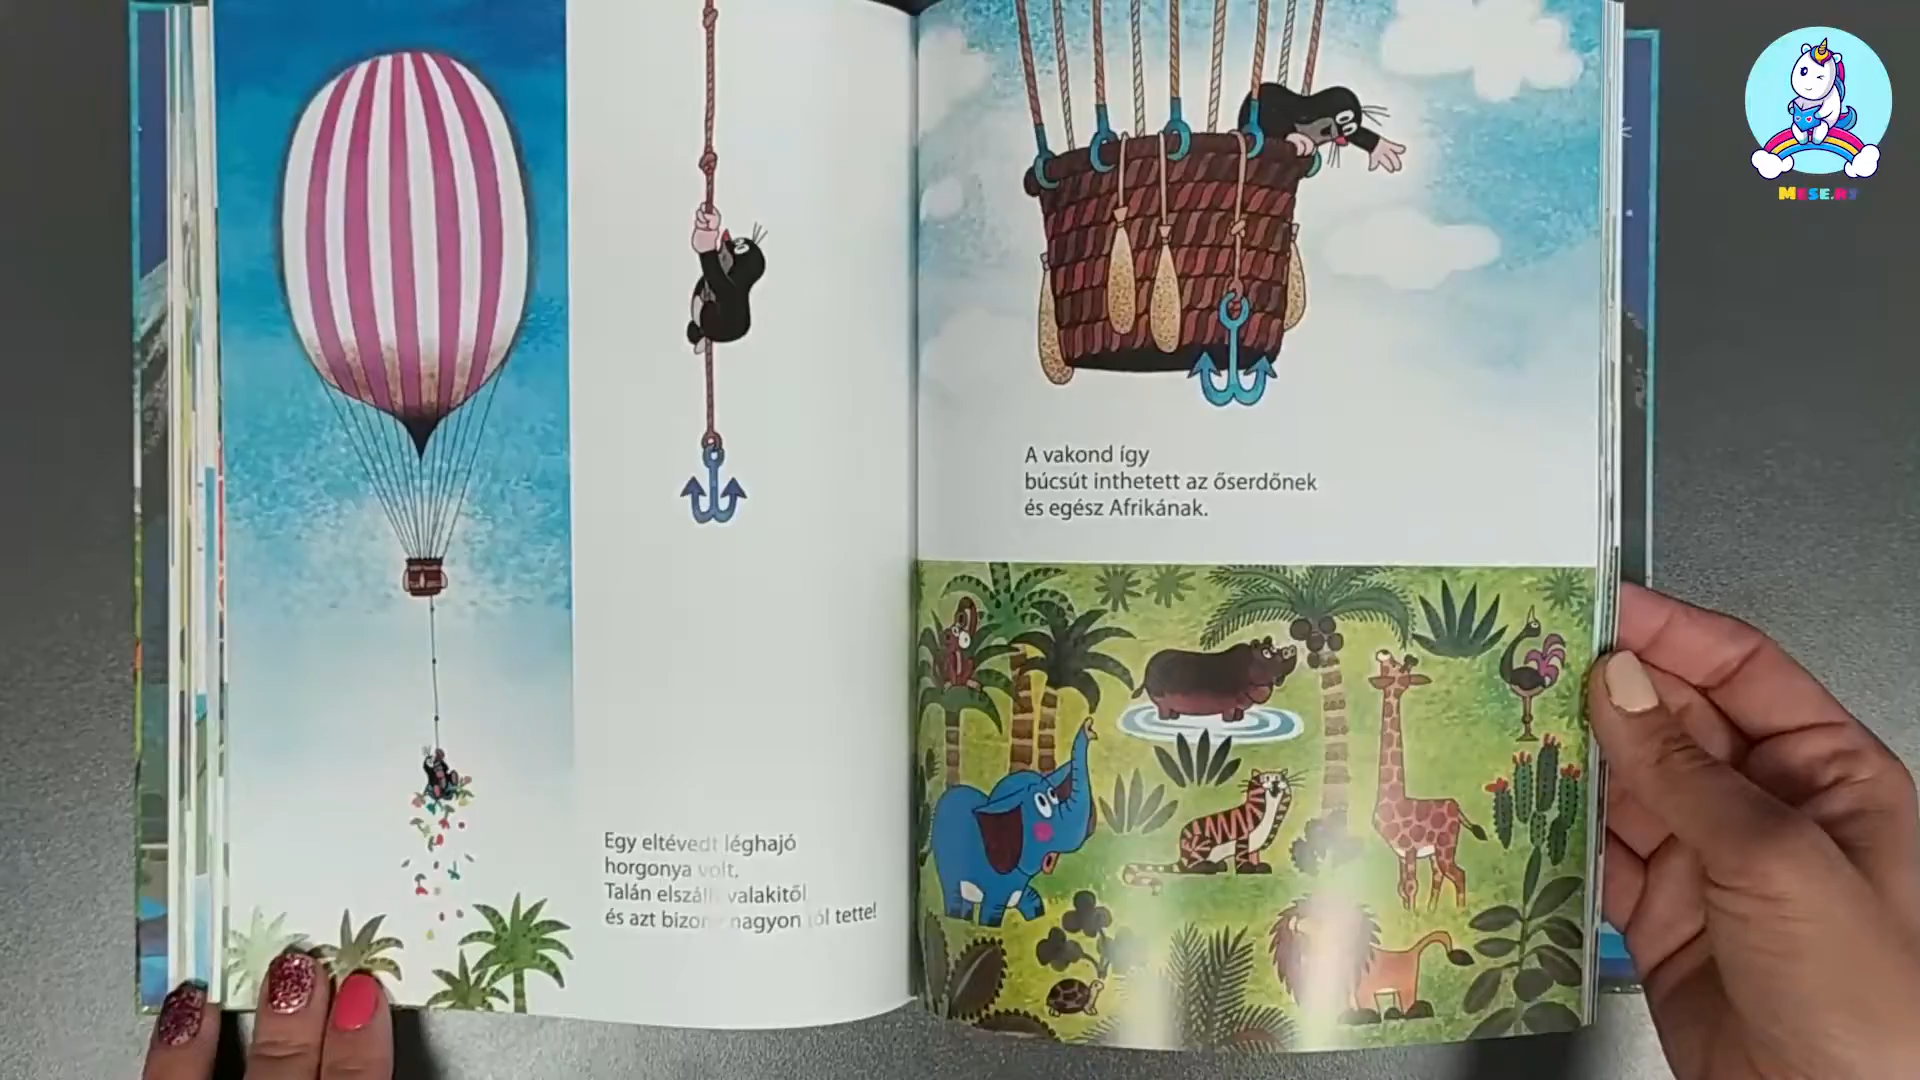 Egy eltévedt léghajó
horgonya volt.
Talán elszállt valakitől
és azt bizony nagyon jól tette!
A vakond így
búcsút inthetett az őserdőnek
és egész Afrikának.